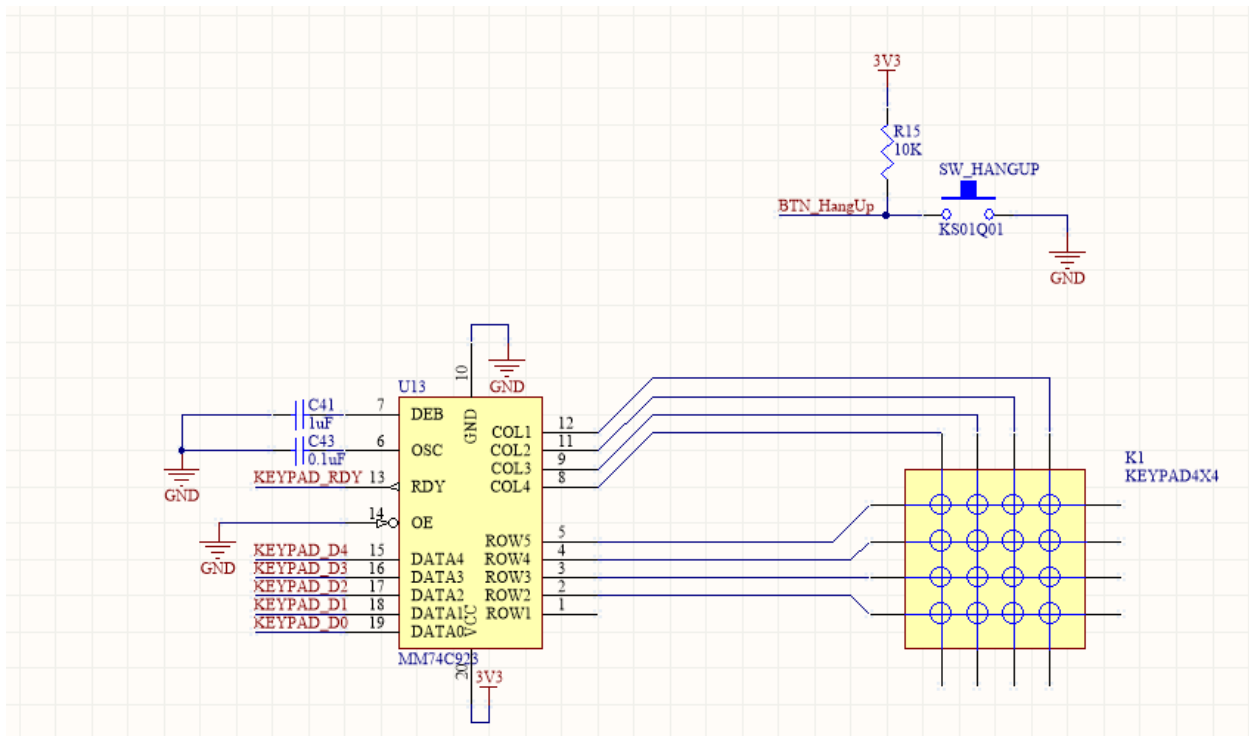 3V3
R15
10K
SW_HANGUP
BTN_HangUp
KS01Q01
GND
10
GND
U13
C41
1uF
7
DEB
GND
COL1
12
C43
0.1uF
6
OSC
COL2
11
COL3
9
KEYPAD_RDY
13
RDY
COL4
8
GND
14
OE
GND
ROW5
5
KEYPAD_D4
15
DATA4
ROW4
4
KEYPAD_D3
16
DATA3
ROW3
3
KEYPAD_D2
17
DATA2
ROW2
2
KEYPAD_D1
18
DATA1
VCC
ROW1
1
KEYPAD_D0
19
DATA0
MM74C923
20
3V3
K1
KEYPAD4X4